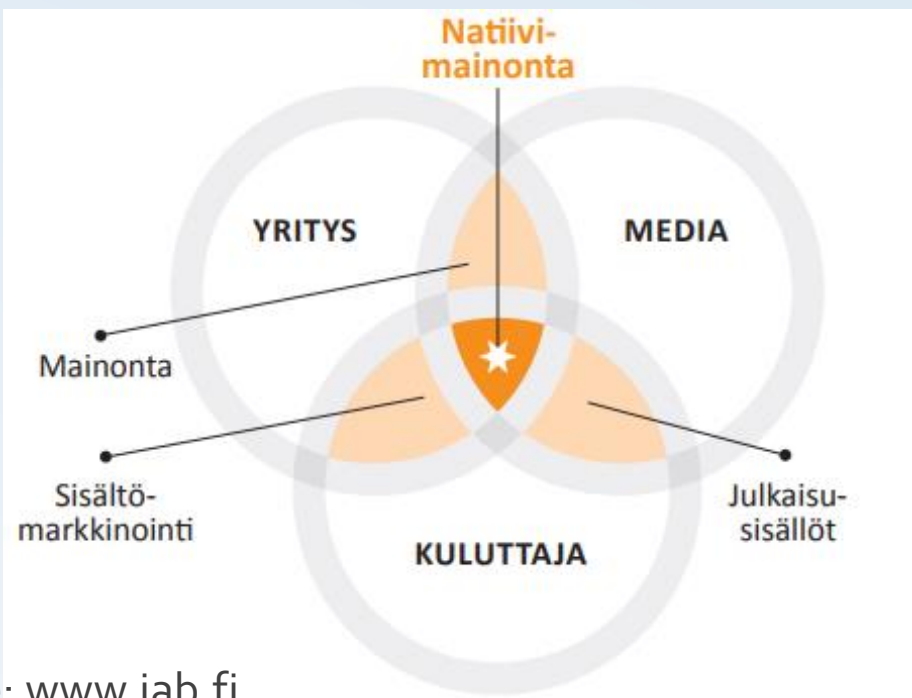 Natiivi-
mainonta
YRITYS
MEDIA
Mainonta
Sisältö-
markkinointi
Julkaisu-
sisällöt
KULUTTAJA
: www.iab.fi